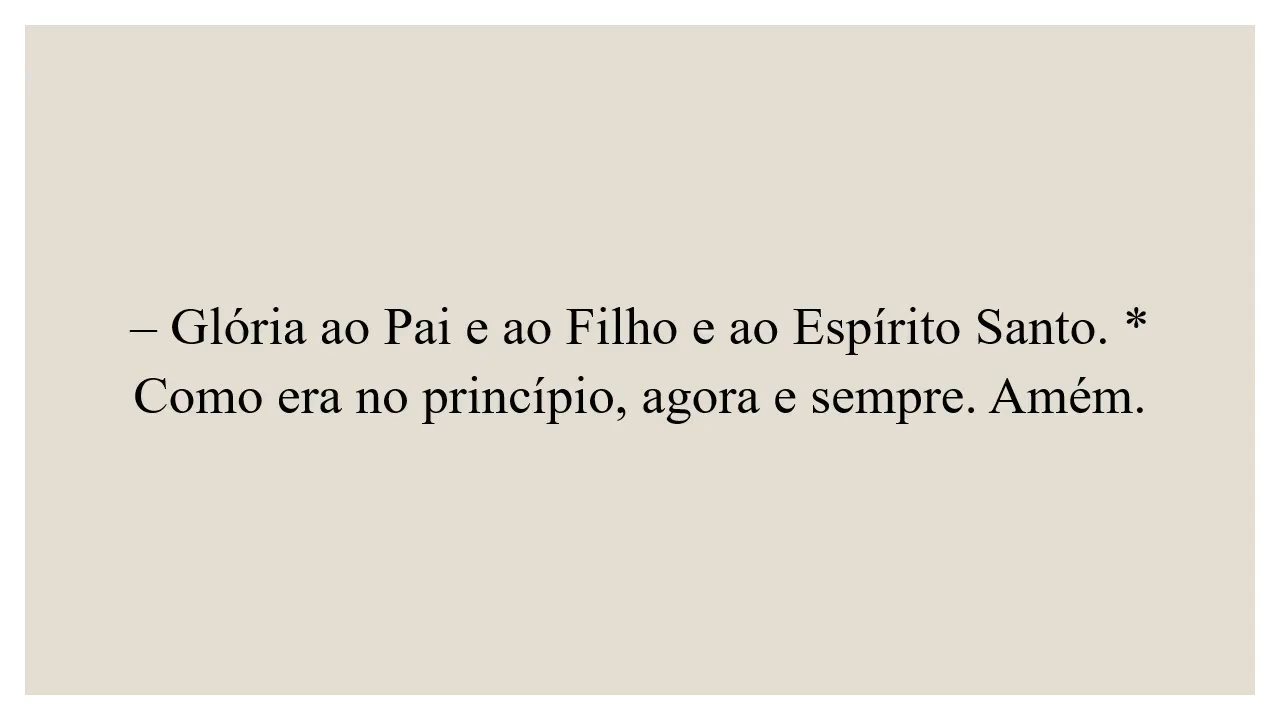 – Glória ao Pai e ao Filho e ao Espírito Santo. *
Como era no princípio, agora e sempre. Amém.